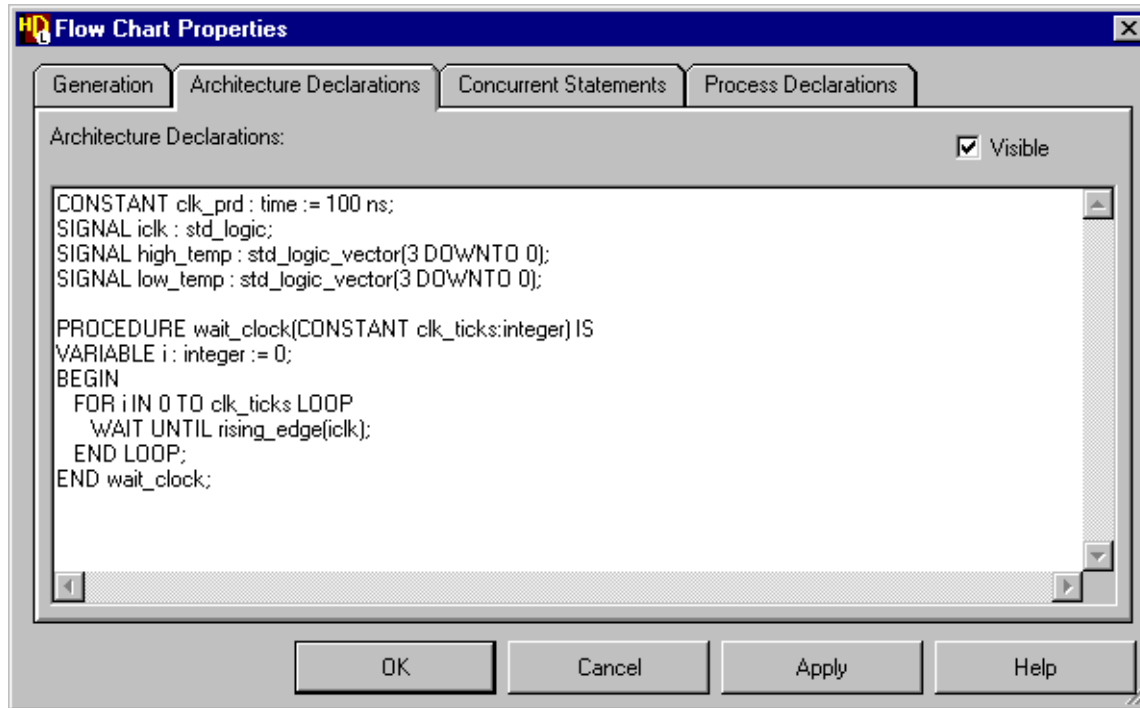 HDL Flow Chart Properties
Generation Architecture Declarations Concurrent Statements Process Declarations
Architecture Declarations: Visible
CONSTANT clk_prd : time := 100 ns;
SIGNAL iclk : std_logic;
SIGNAL high_temp : std_logic_vector(3 DOWNTO 0);
SIGNAL low_temp : std_logic_vector(3 DOWNTO 0);

PROCEDURE wait_clock(CONSTANT clk_ticks:integer) IS
VARIABLE i : integer := 0;
BEGIN
  FOR i IN 0 TO clk_ticks LOOP
    WAIT UNTIL rising_edge(iclk);
  END LOOP;
END wait_clock;
OK Cancel Apply Help